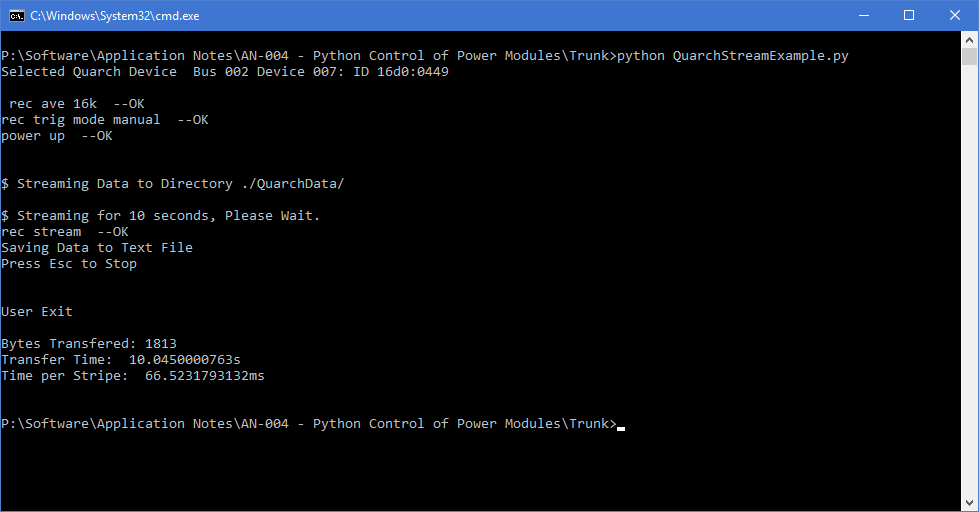 C:\Windows\System32\cmd.exe
P:\Software\Application Notes\AN-004 - Python Control of Power Modules\Trunk>python QuarchStreamExample.py
Selected Quarch Device  Bus 002 Device 007: ID 16d0:0449
 rec ave 16k  --OK
rec trig mode manual  --OK
power up  --OK
$ Streaming Data to Directory ./QuarchData/
$ Streaming for 10 seconds, Please Wait.
rec stream  --OK
Saving Data to Text File
Press Esc to Stop
User Exit
Bytes Transfered: 1813
Transfer Time:  10.0450000763s
Time per Stripe:  66.5231793132ms
P:\Software\Application Notes\AN-004 - Python Control of Power Modules\Trunk>